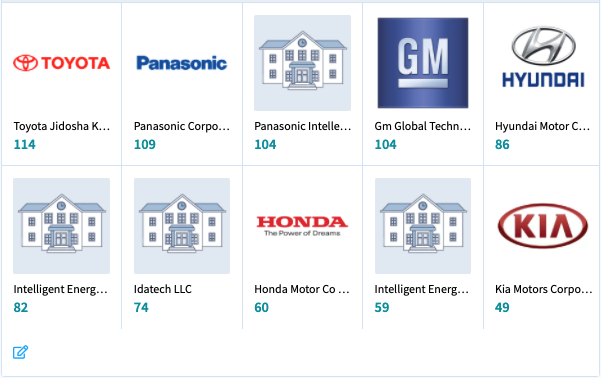 TOYOTA
Panasonic
GM
HYUNDAI
Toyota Jidosha K...
Panasonic Corpo...
Panasonic Intelle...
Gm Global Techn...
Hyundai Motor C...
114
109
104
104
86
HONDA
The Power of Dreams
KIA
Intelligent Energ...
Idatech LLC
Honda Motor Co ...
Intelligent Energ...
Kia Motors Corpo...
82
74
60
59
49